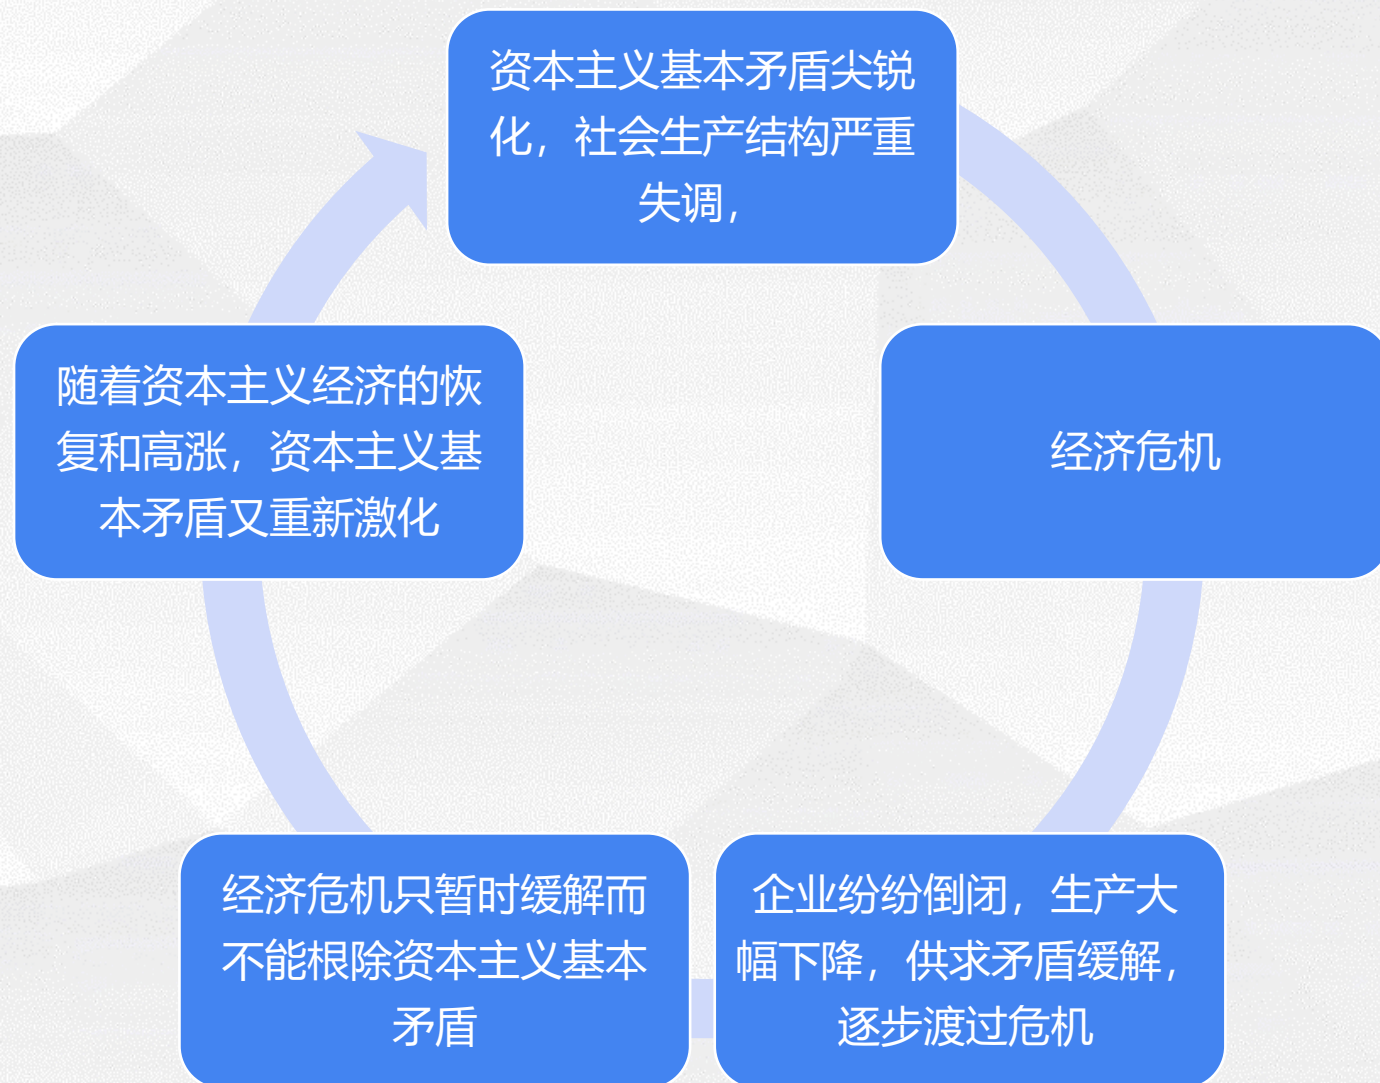 资本主义基本矛盾尖锐
化，社会生产结构严重
失调，
经济危机
企业纷纷倒闭，生产大
幅下降，供求矛盾缓解，
逐步渡过危机
经济危机只暂时缓解而
不能根除资本主义基本
矛盾
随着资本主义经济的恢
复和高涨，资本主义基
本矛盾又重新激化